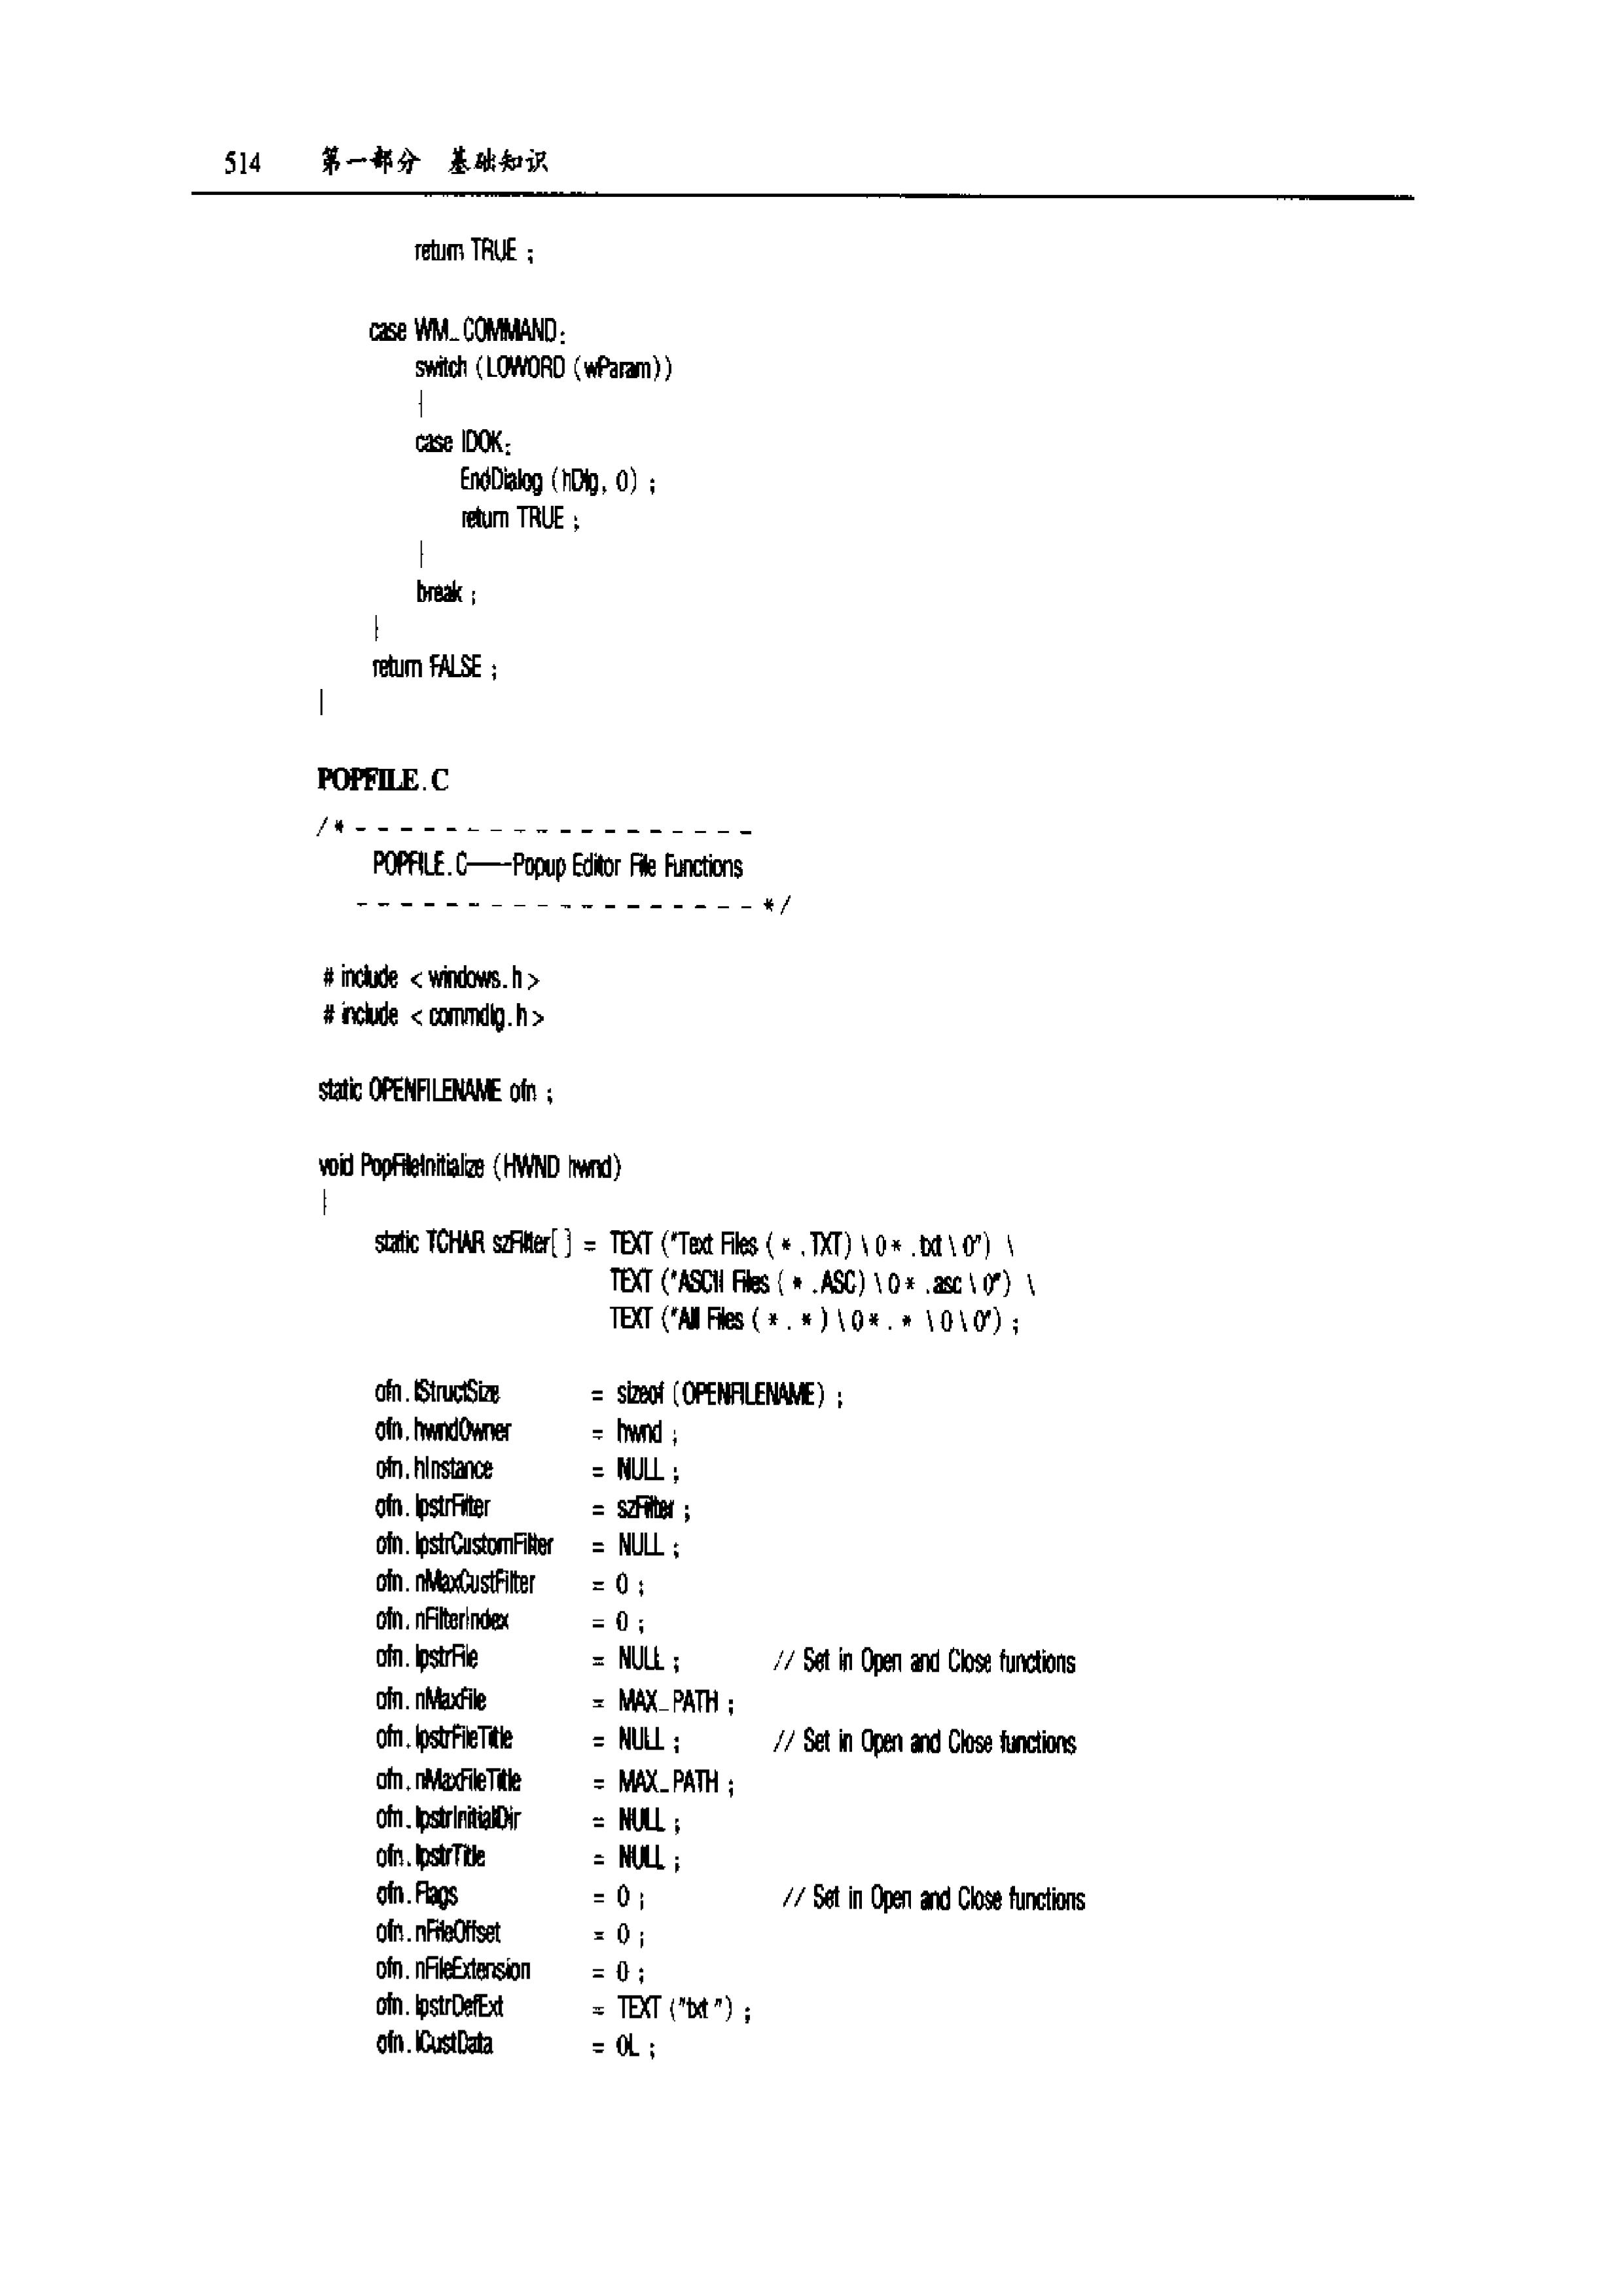 514 第一部分 基础知识
return TRUE ;
case WM_COMMAND:
switch (LOWORD (wParam))
{
case IDOK:
EndDialog (hDlg, 0) ;
return TRUE ;
}
break ;
}
return FALSE ;
}
POPFILE.C
/* - - - - - - - - - - - - - - - - - -
POPFILE.C——Popup Editor File Functions
- - - - - - - - - - - - - - - - - - */
# include < windows.h >
# include < commdlg.h >
static OPENFILENAME ofn ;
void PopFileInitialize (HWND hwnd)
{
static TCHAR szFilter[ ] = TEXT ("Text Files ( * .TXT) \ 0 * .txt \ 0") \
TEXT ("ASCII Files ( * .ASC) \ 0 * .asc \ 0") \
TEXT ("All Files ( * . * ) \ 0 * . * \ 0 \ 0") ;
ofn.lStructSize = sizeof (OPENFILENAME) ;
ofn.hwndOwner = hwnd ;
ofn.hInstance = NULL ;
ofn.lpstrFilter = szFilter ;
ofn.lpstrCustomFilter = NULL ;
ofn.nMaxCustFilter = 0 ;
ofn.nFilterIndex = 0 ;
ofn.lpstrFile = NULL ; // Set in Open and Close functions
ofn.nMaxFile = MAX_PATH ;
ofn.lpstrFileTitle = NULL ; // Set in Open and Close functions
ofn.nMaxFileTitle = MAX_PATH ;
ofn.lpstrInitialDir = NULL ;
ofn.lpstrTitle = NULL ;
ofn.Flags = 0 ; // Set in Open and Close functions
ofn.nFileOffset = 0 ;
ofn.nFileExtension = 0 ;
ofn.lpstrDefExt = TEXT ("txt") ;
ofn.lCustData = 0L ;